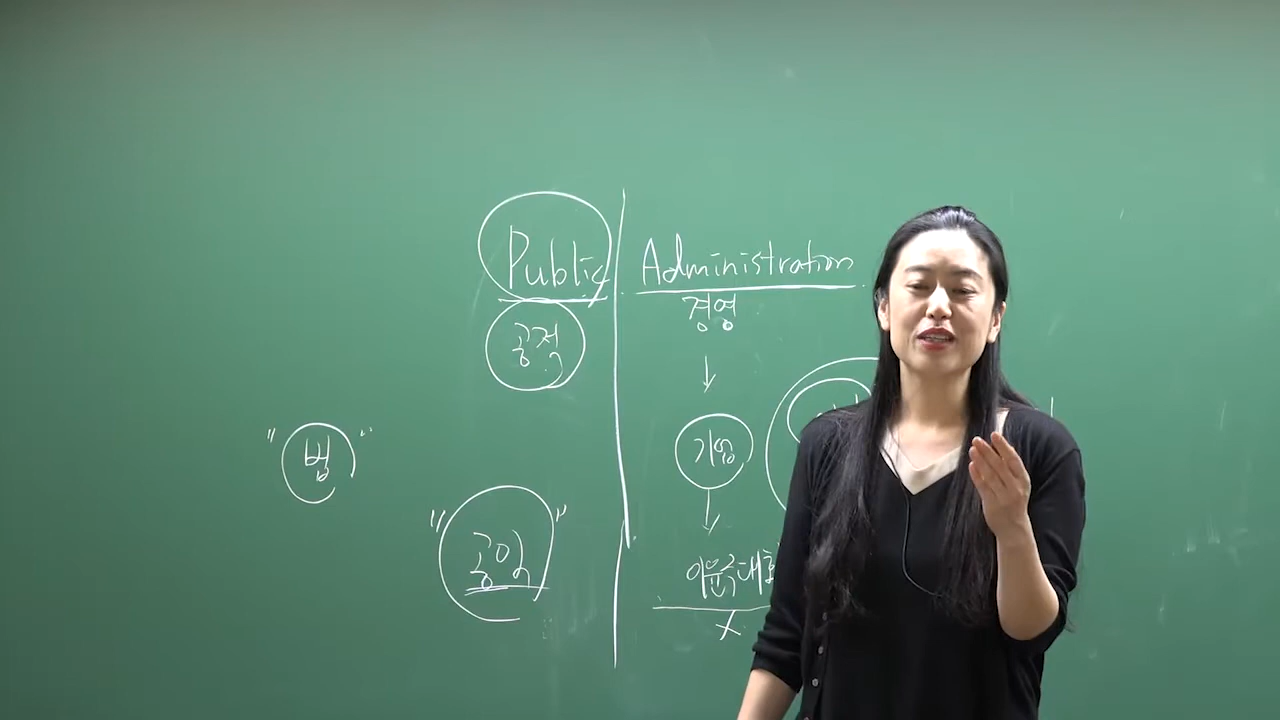 Public Administration
공적 경영
"법" 기업
"공익" 이윤극대화
X